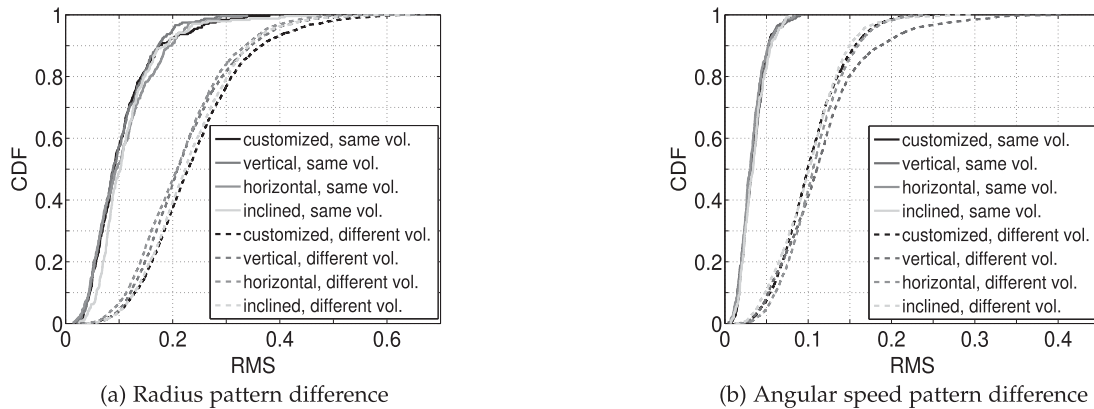 1
0.8
0.6
0.4
0.2
0
CDF
customized, same vol.
vertical, same vol.
horizontal, same vol.
inclined, same vol.
customized, different vol.
vertical, different vol.
horizontal, different vol.
inclined, different vol.
0 0.2 0.4 0.6
RMS
(a) Radius pattern difference
1
0.8
0.6
0.4
0.2
0
CDF
customized, same vol.
vertical, same vol.
horizontal, same vol.
inclined, same vol.
customized, different vol.
vertical, different vol.
horizontal, different vol.
inclined, different vol.
0 0.1 0.2 0.3 0.4
RMS
(b) Angular speed pattern difference